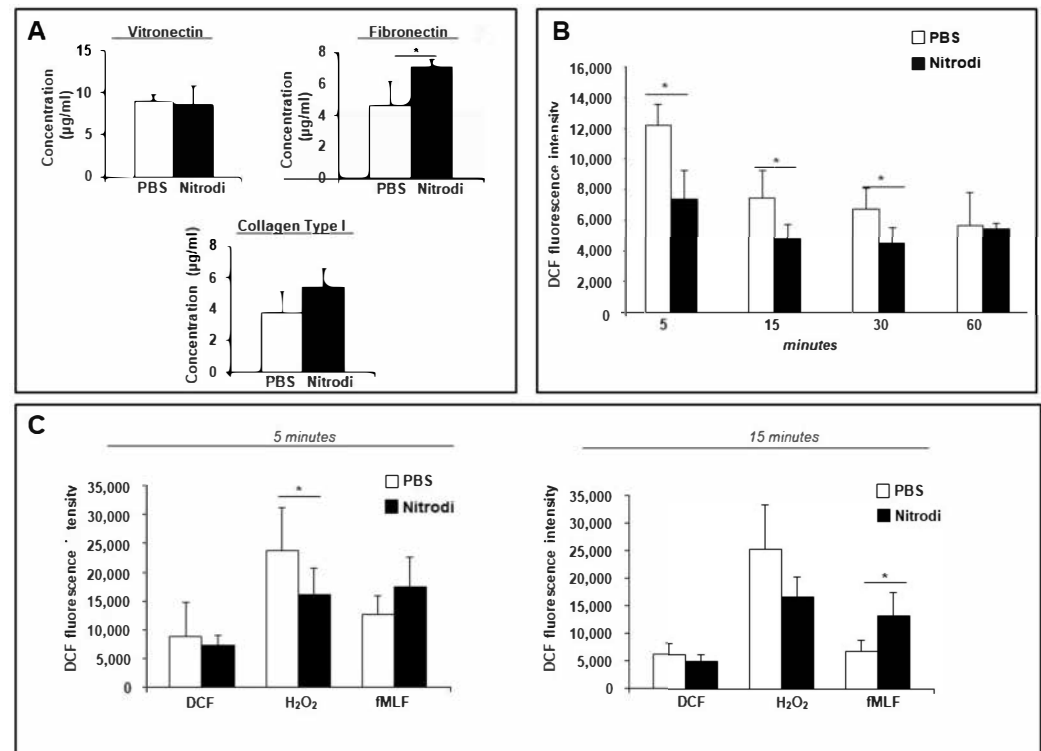 A
Vitronectin
Concentration
(µg/ml)
15
10
5
0
PBS Nitrodi
Fibronectin
Concentration
(µg/ml)
8
6
4
2
0
*
PBS Nitrodi
Collagen Type I
Concentration (µg/ml)
8
6
4
2
0
PBS Nitrodi
B
PBS
Nitrodi
DCF fluorescence intensity
16,000
14,000
12,000
10,000
8,000
6,000
4,000
2,000
0
*
*
*
5 15 30 60
minutes
C
5 minutes
PBS
Nitrodi
DCF fluorescence tensity
35,000
30,000
25,000
20,000
15,000
10,000
5,000
0
*
DCF H₂O₂ fMLF
15 minutes
PBS
Nitrodi
DCF fluorescence intensity
35,000
30,000
25,000
20,000
15,000
10,000
5,000
0
*
DCF H₂O₂ fMLF